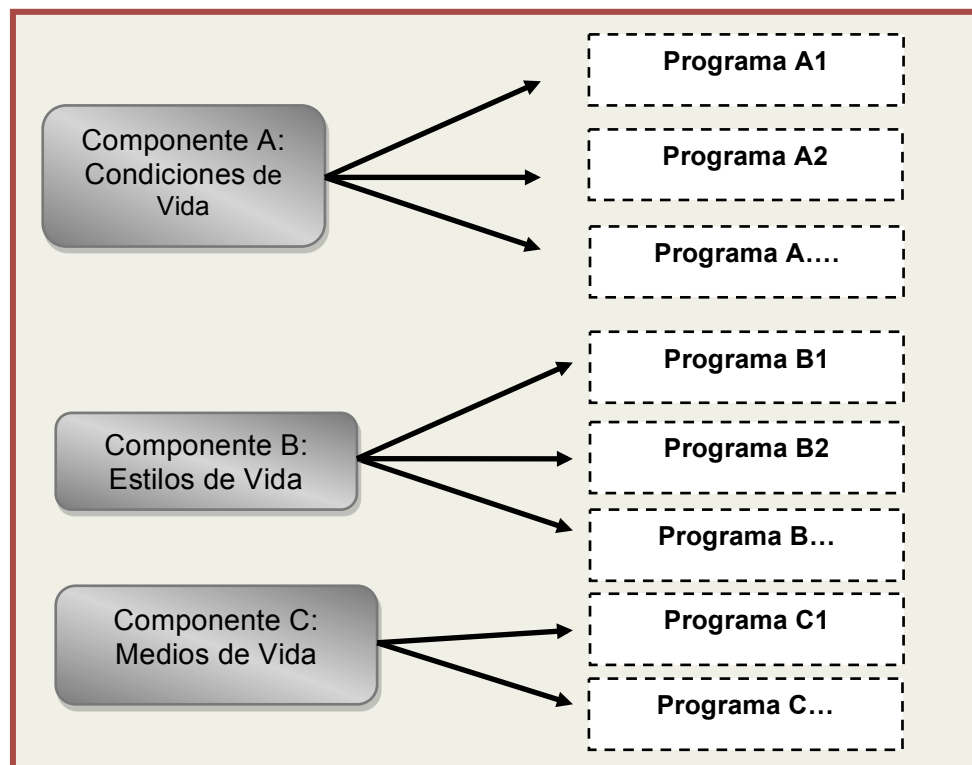 Componente A:
Condiciones de
Vida
Programa A1
Programa A2
Programa A....
Componente B:
Estilos de Vida
Programa B1
Programa B2
Programa B...
Componente C:
Medios de Vida
Programa C1
Programa C...